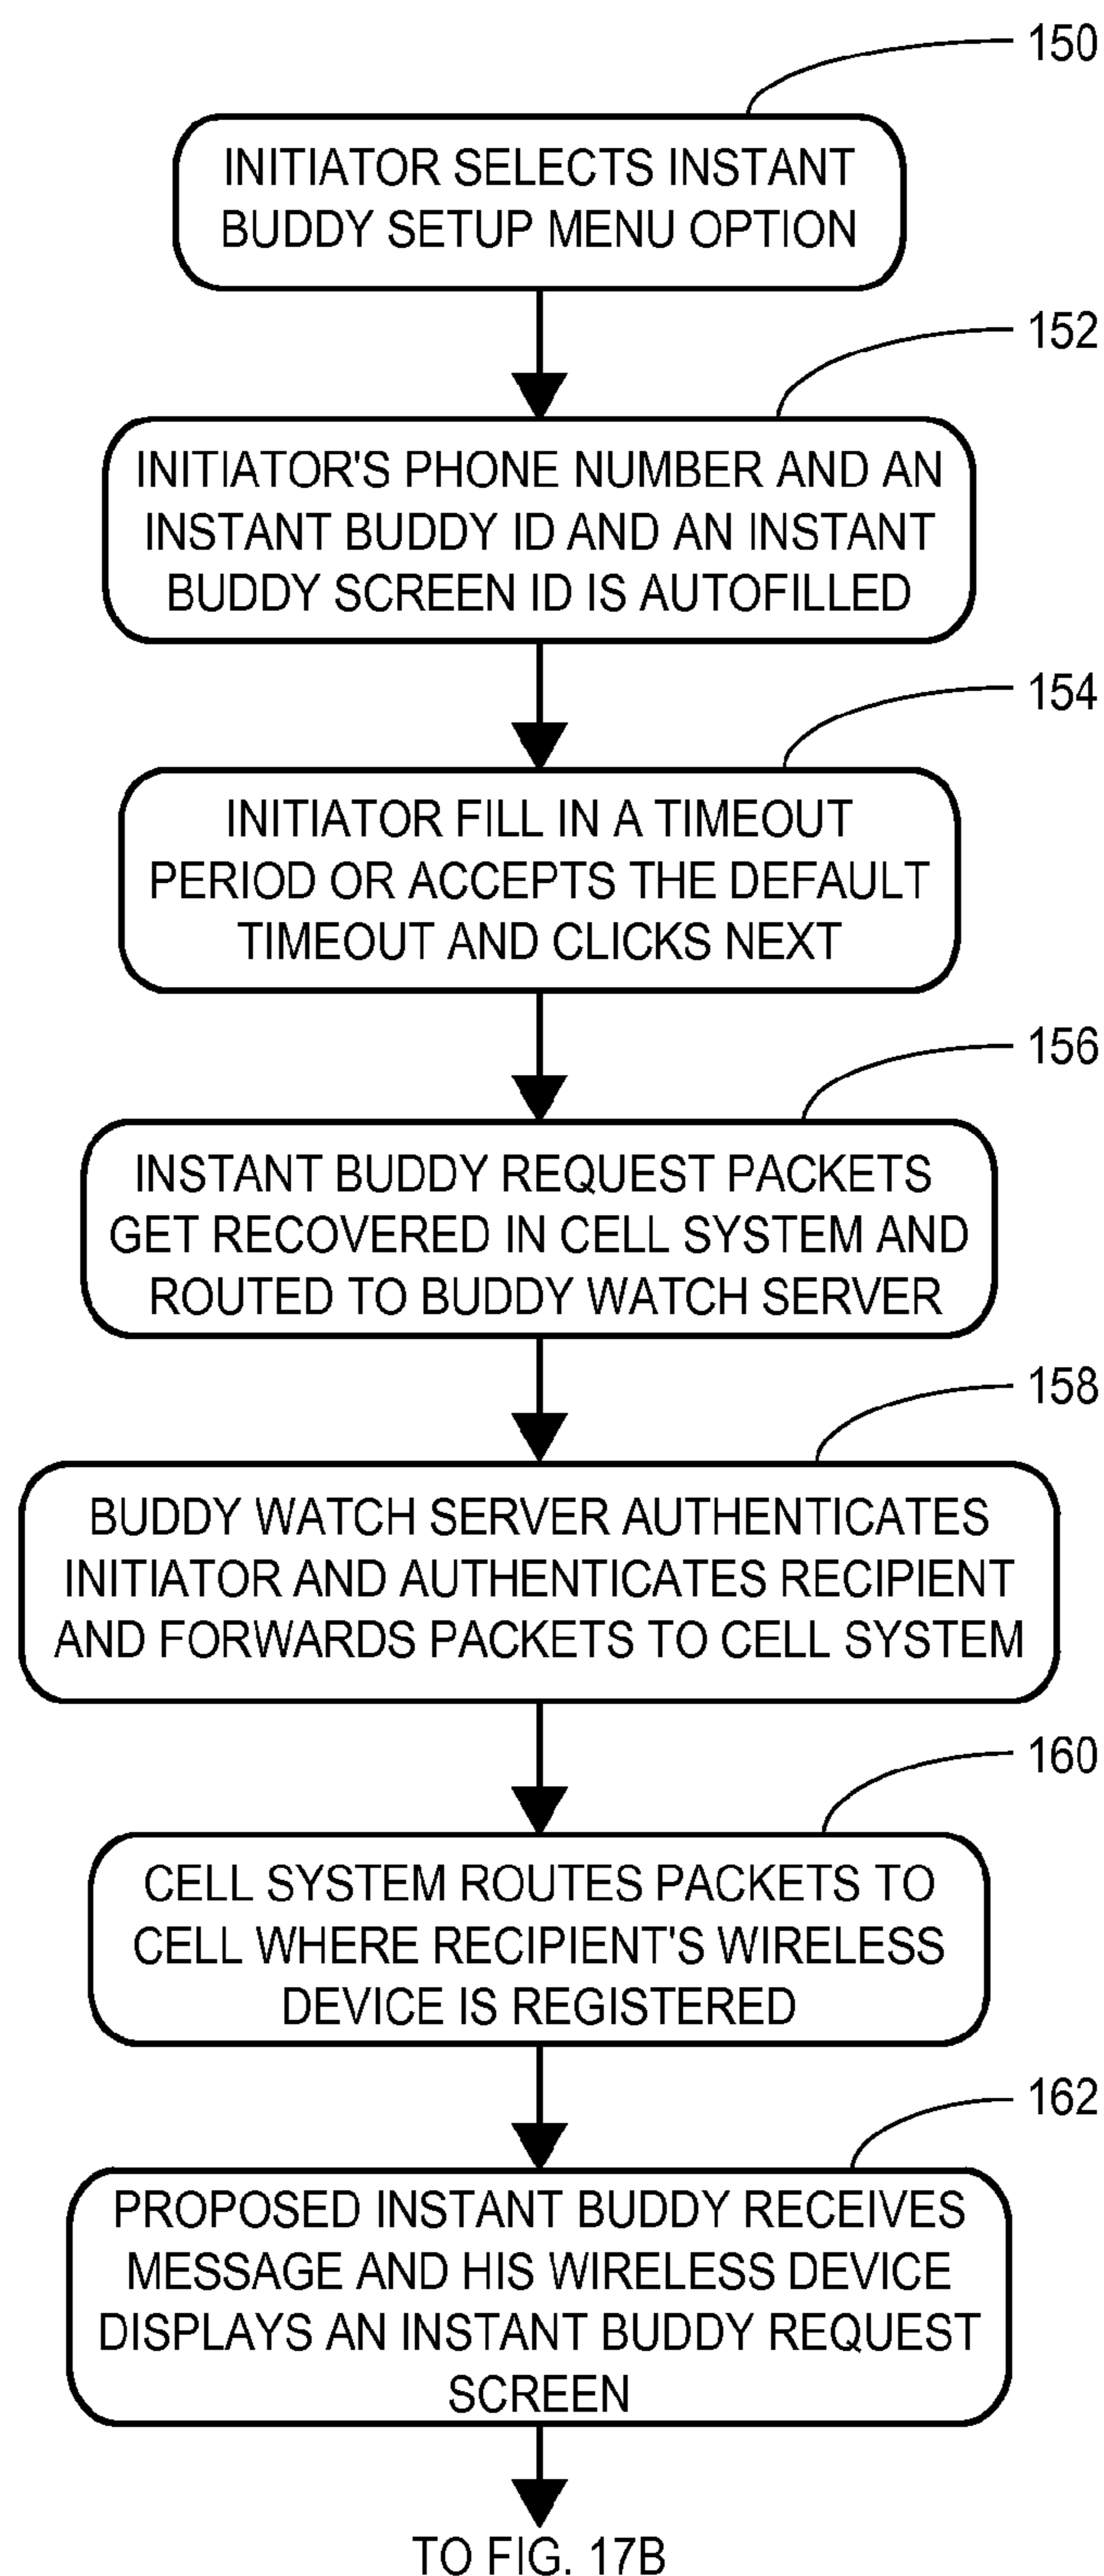 150
INITIATOR SELECTS INSTANT
BUDDY SETUP MENU OPTION
152
INITIATOR'S PHONE NUMBER AND AN
INSTANT BUDDY ID AND AN INSTANT
BUDDY SCREEN ID IS AUTOFILLED
154
INITIATOR FILL IN A TIMEOUT
PERIOD OR ACCEPTS THE DEFAULT
TIMEOUT AND CLICKS NEXT
156
INSTANT BUDDY REQUEST PACKETS
GET RECOVERED IN CELL SYSTEM AND
ROUTED TO BUDDY WATCH SERVER
158
BUDDY WATCH SERVER AUTHENTICATES
INITIATOR AND AUTHENTICATES RECIPIENT
AND FORWARDS PACKETS TO CELL SYSTEM
160
CELL SYSTEM ROUTES PACKETS TO
CELL WHERE RECIPIENT'S WIRELESS
DEVICE IS REGISTERED
162
PROPOSED INSTANT BUDDY RECEIVES
MESSAGE AND HIS WIRELESS DEVICE
DISPLAYS AN INSTANT BUDDY REQUEST
SCREEN
TO FIG. 17B